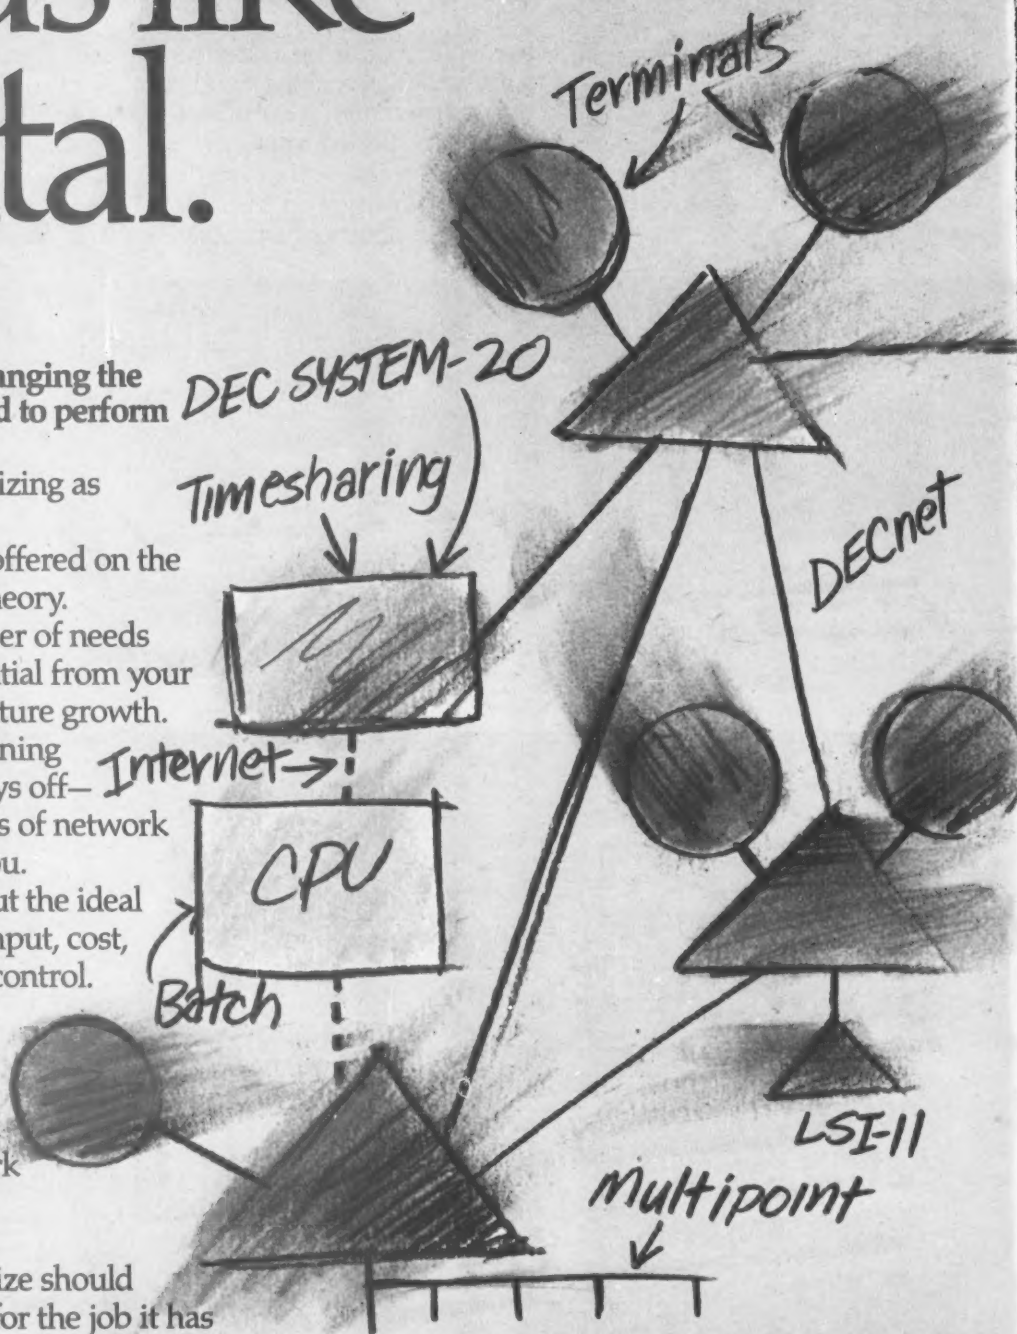 like
tal.
Terminals
DEC SYSTEM-20
Timesharing
DECnet
Internet
CPU
Batch
LSI-11
Multipoint
anging the
d to perform
izing as
offered on the
eory.
er of needs
tial from your
ture growth.
ning
ys off—
s of network
ou.
ut the ideal
nput, cost,
control.
rk
ize should
for the job it has